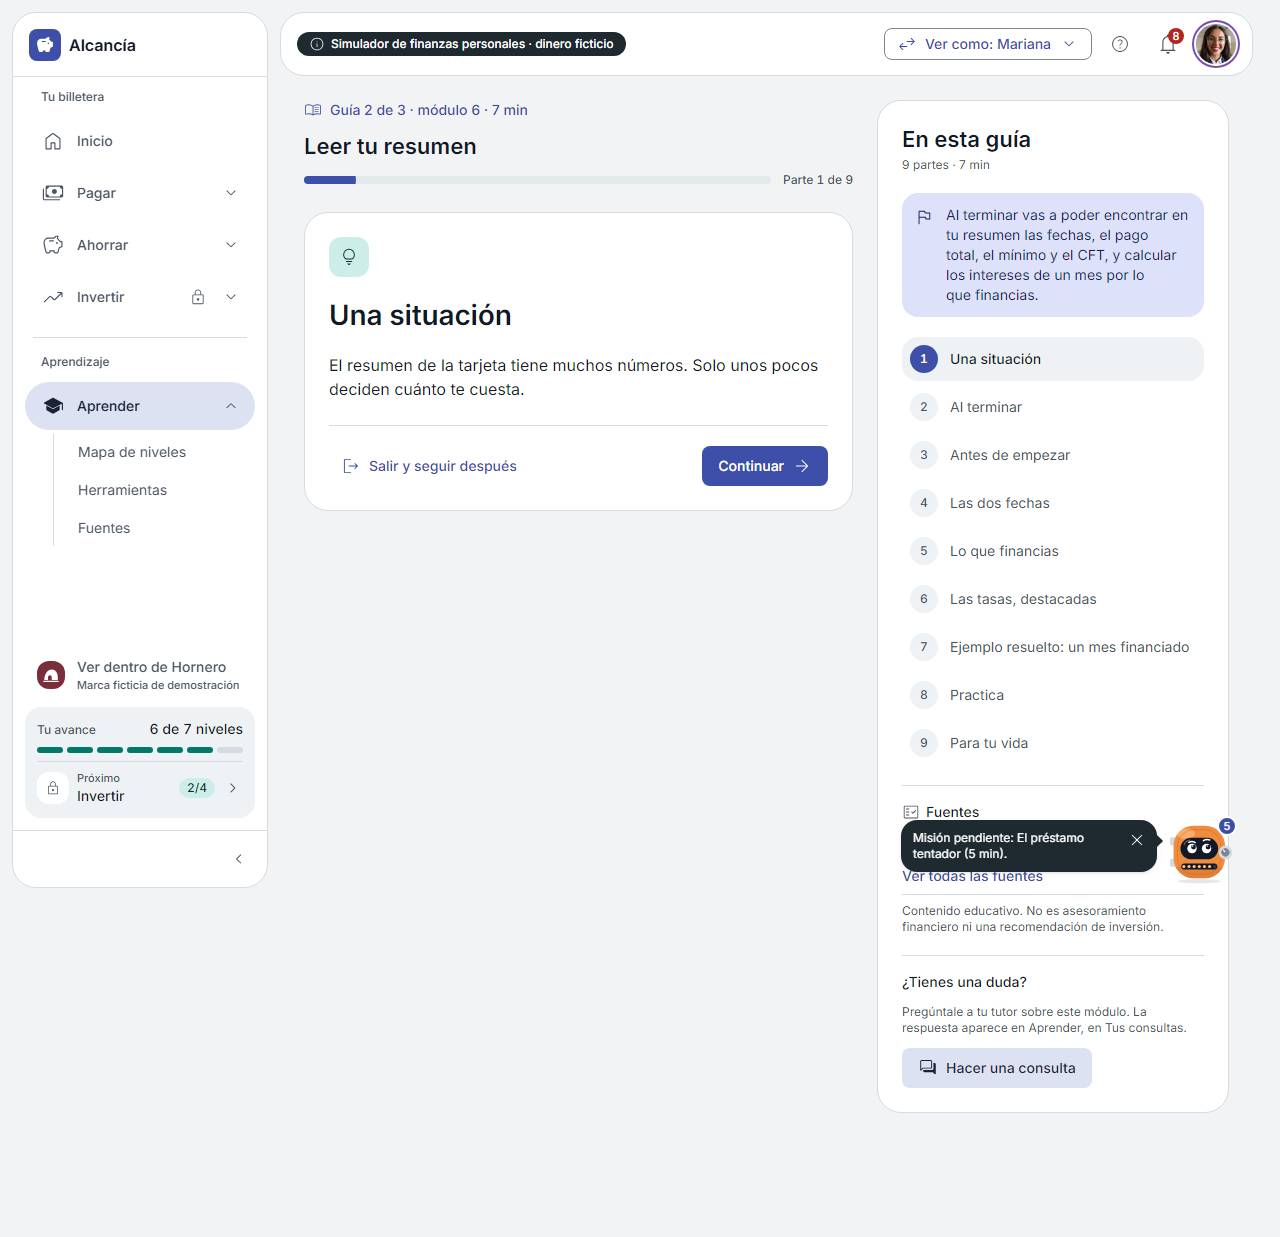 Alcancía
Simulador de finanzas personales · dinero ficticio
Ver como: Mariana
8
Tu billetera
Inicio
Pagar
Ahorrar
Invertir
Aprendizaje
Aprender
Mapa de niveles
Herramientas
Fuentes
Ver dentro de Hornero
Marca ficticia de demostración
Tu avance
6 de 7 niveles
Próximo
Invertir
2/4
Guía 2 de 3 · módulo 6 · 7 min
Leer tu resumen
Parte 1 de 9
Una situación
El resumen de la tarjeta tiene muchos números. Solo unos pocos
deciden cuánto te cuesta.
Salir y seguir después
Continuar
En esta guía
9 partes · 7 min
Al terminar vas a poder encontrar en
tu resumen las fechas, el pago
total, el mínimo y el CFT, y calcular
los intereses de un mes por lo
que financias.
1 Una situación
2 Al terminar
3 Antes de empezar
4 Las dos fechas
5 Lo que financias
6 Las tasas, destacadas
7 Ejemplo resuelto: un mes financiado
8 Practica
9 Para tu vida
Fuentes
Misión pendiente: El préstamo
tentador (5 min).
5
Ver todas las fuentes
Contenido educativo. No es asesoramiento
financiero ni una recomendación de inversión.
¿Tienes una duda?
Pregúntale a tu tutor sobre este módulo. La
respuesta aparece en Aprender, en Tus consultas.
Hacer una consulta